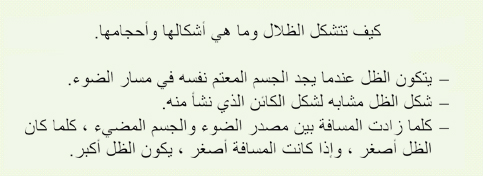 كيف تتشكل الظلال وما هي أشكالها وأحجامها.
– يتكون الظل عندما يجد الجسم المعتم نفسه في مسار الضوء.
– شكل الظل مشابه لشكل الكائن الذي نشأ منه.
– كلما زادت المسافة بين مصدر الضوء والجسم المضيء ، كلما كان
الظل أصغر ، وإذا كانت المسافة أصغر ، يكون الظل أكبر.